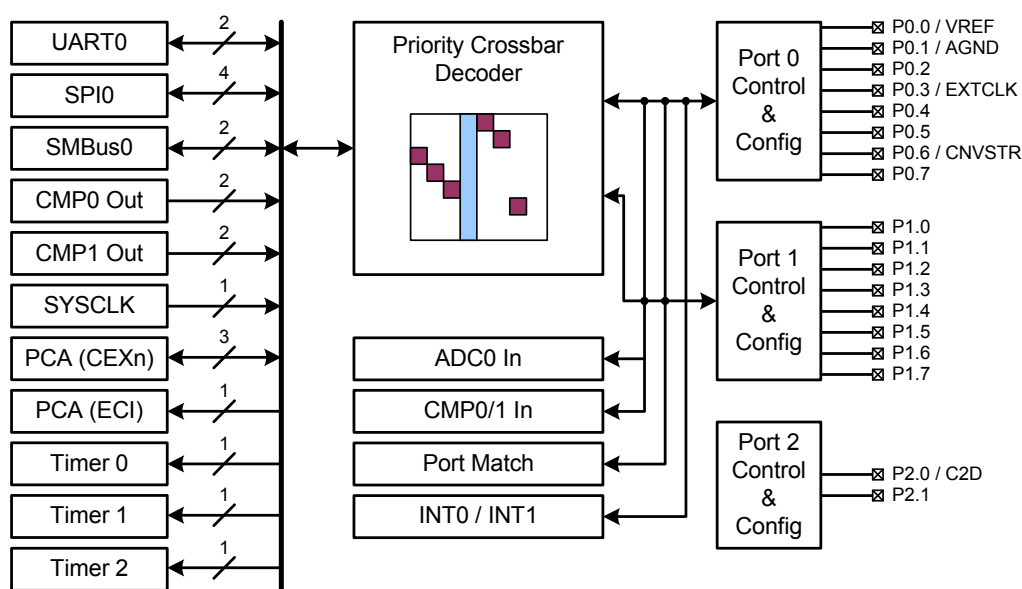 UART0
2
SPI0
4
SMBus0
2
CMP0 Out
2
CMP1 Out
2
SYSCLK
1
PCA (CEXn)
3
PCA (ECI)
1
Timer 0
1
Timer 1
1
Timer 2
1
Priority Crossbar
Decoder
ADC0 In
CMP0/1 In
Port Match
INT0 / INT1
Port 0
Control
&
Config
P0.0 / VREF
P0.1 / AGND
P0.2
P0.3 / EXTCLK
P0.4
P0.5
P0.6 / CNVSTR
P0.7
Port 1
Control
&
Config
P1.0
P1.1
P1.2
P1.3
P1.4
P1.5
P1.6
P1.7
Port 2
Control
&
Config
P2.0 / C2D
P2.1